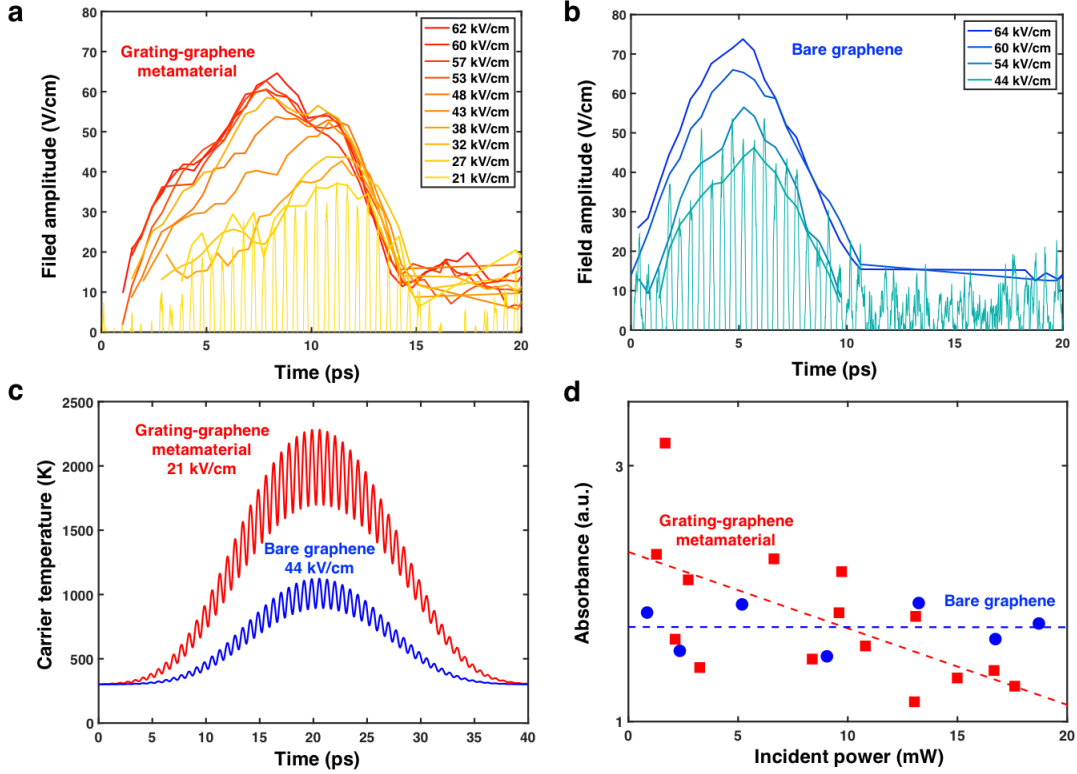 a
80
70
60
50
40
30
20
10
0
Filed amplitude (V/cm)
Grating-graphene
metamaterial
62 kV/cm
60 kV/cm
57 kV/cm
53 kV/cm
48 kV/cm
43 kV/cm
38 kV/cm
32 kV/cm
27 kV/cm
21 kV/cm
0
5
10
15
20
Time (ps)
b
80
70
60
50
40
30
20
10
0
Field amplitude (V/cm)
Bare graphene
64 kV/cm
60 kV/cm
54 kV/cm
44 kV/cm
0
5
10
15
20
Time (ps)
c
2500
2000
1500
1000
500
0
Carrier temperature (K)
Grating-graphene
metamaterial
21 kV/cm
Bare graphene
44 kV/cm
0
5
10
15
20
25
30
35
40
Time (ps)
d
3
1
Absorbance (a.u.)
Grating-graphene
metamaterial
Bare graphene
0
5
10
15
20
Incident power (mW)